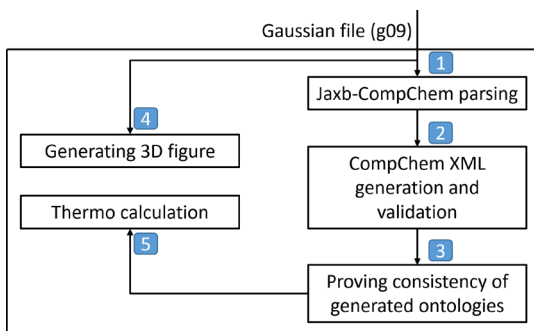 Gaussian file (g09)
1
Jaxb-CompChem parsing
4
2
Generating 3D figure
CompChem XML
generation and
validation
Thermo calculation
5
3
Proving consistency of
generated ontologies